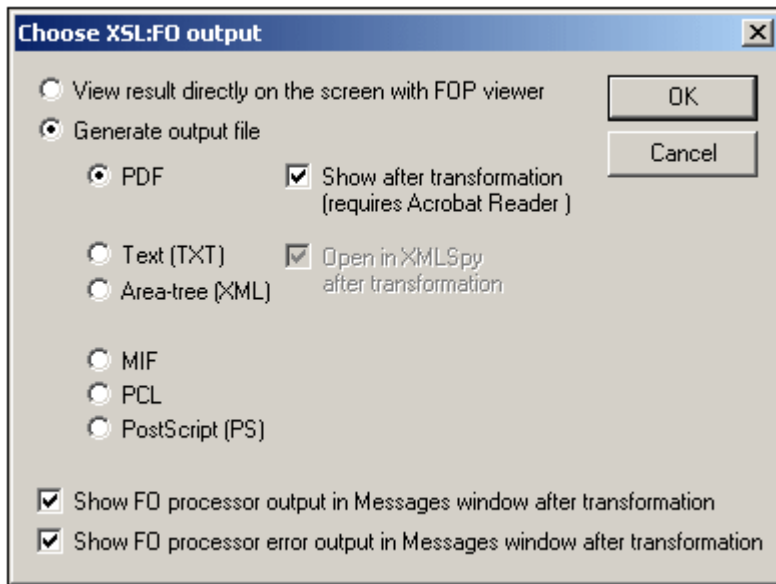 Choose XSL:FO output
View result directly on the screen with FOP viewer
OK
Generate output file
Cancel
PDF
Show after transformation
(requires Acrobat Reader )
Text (TXT)
Open in XMLSpy
after transformation
Area-tree (XML)
MIF
PCL
PostScript (PS)
Show FO processor output in Messages window after transformation
Show FO processor error output in Messages window after transformation